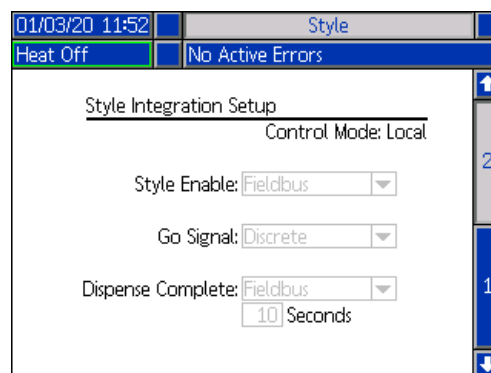 01/03/20 11:52 Style
Heat Off No Active Errors
Style Integration Setup
Control Mode: Local
2
Style Enable: Fieldbus
Go Signal: Discrete
1
Dispense Complete: Fieldbus
10 Seconds